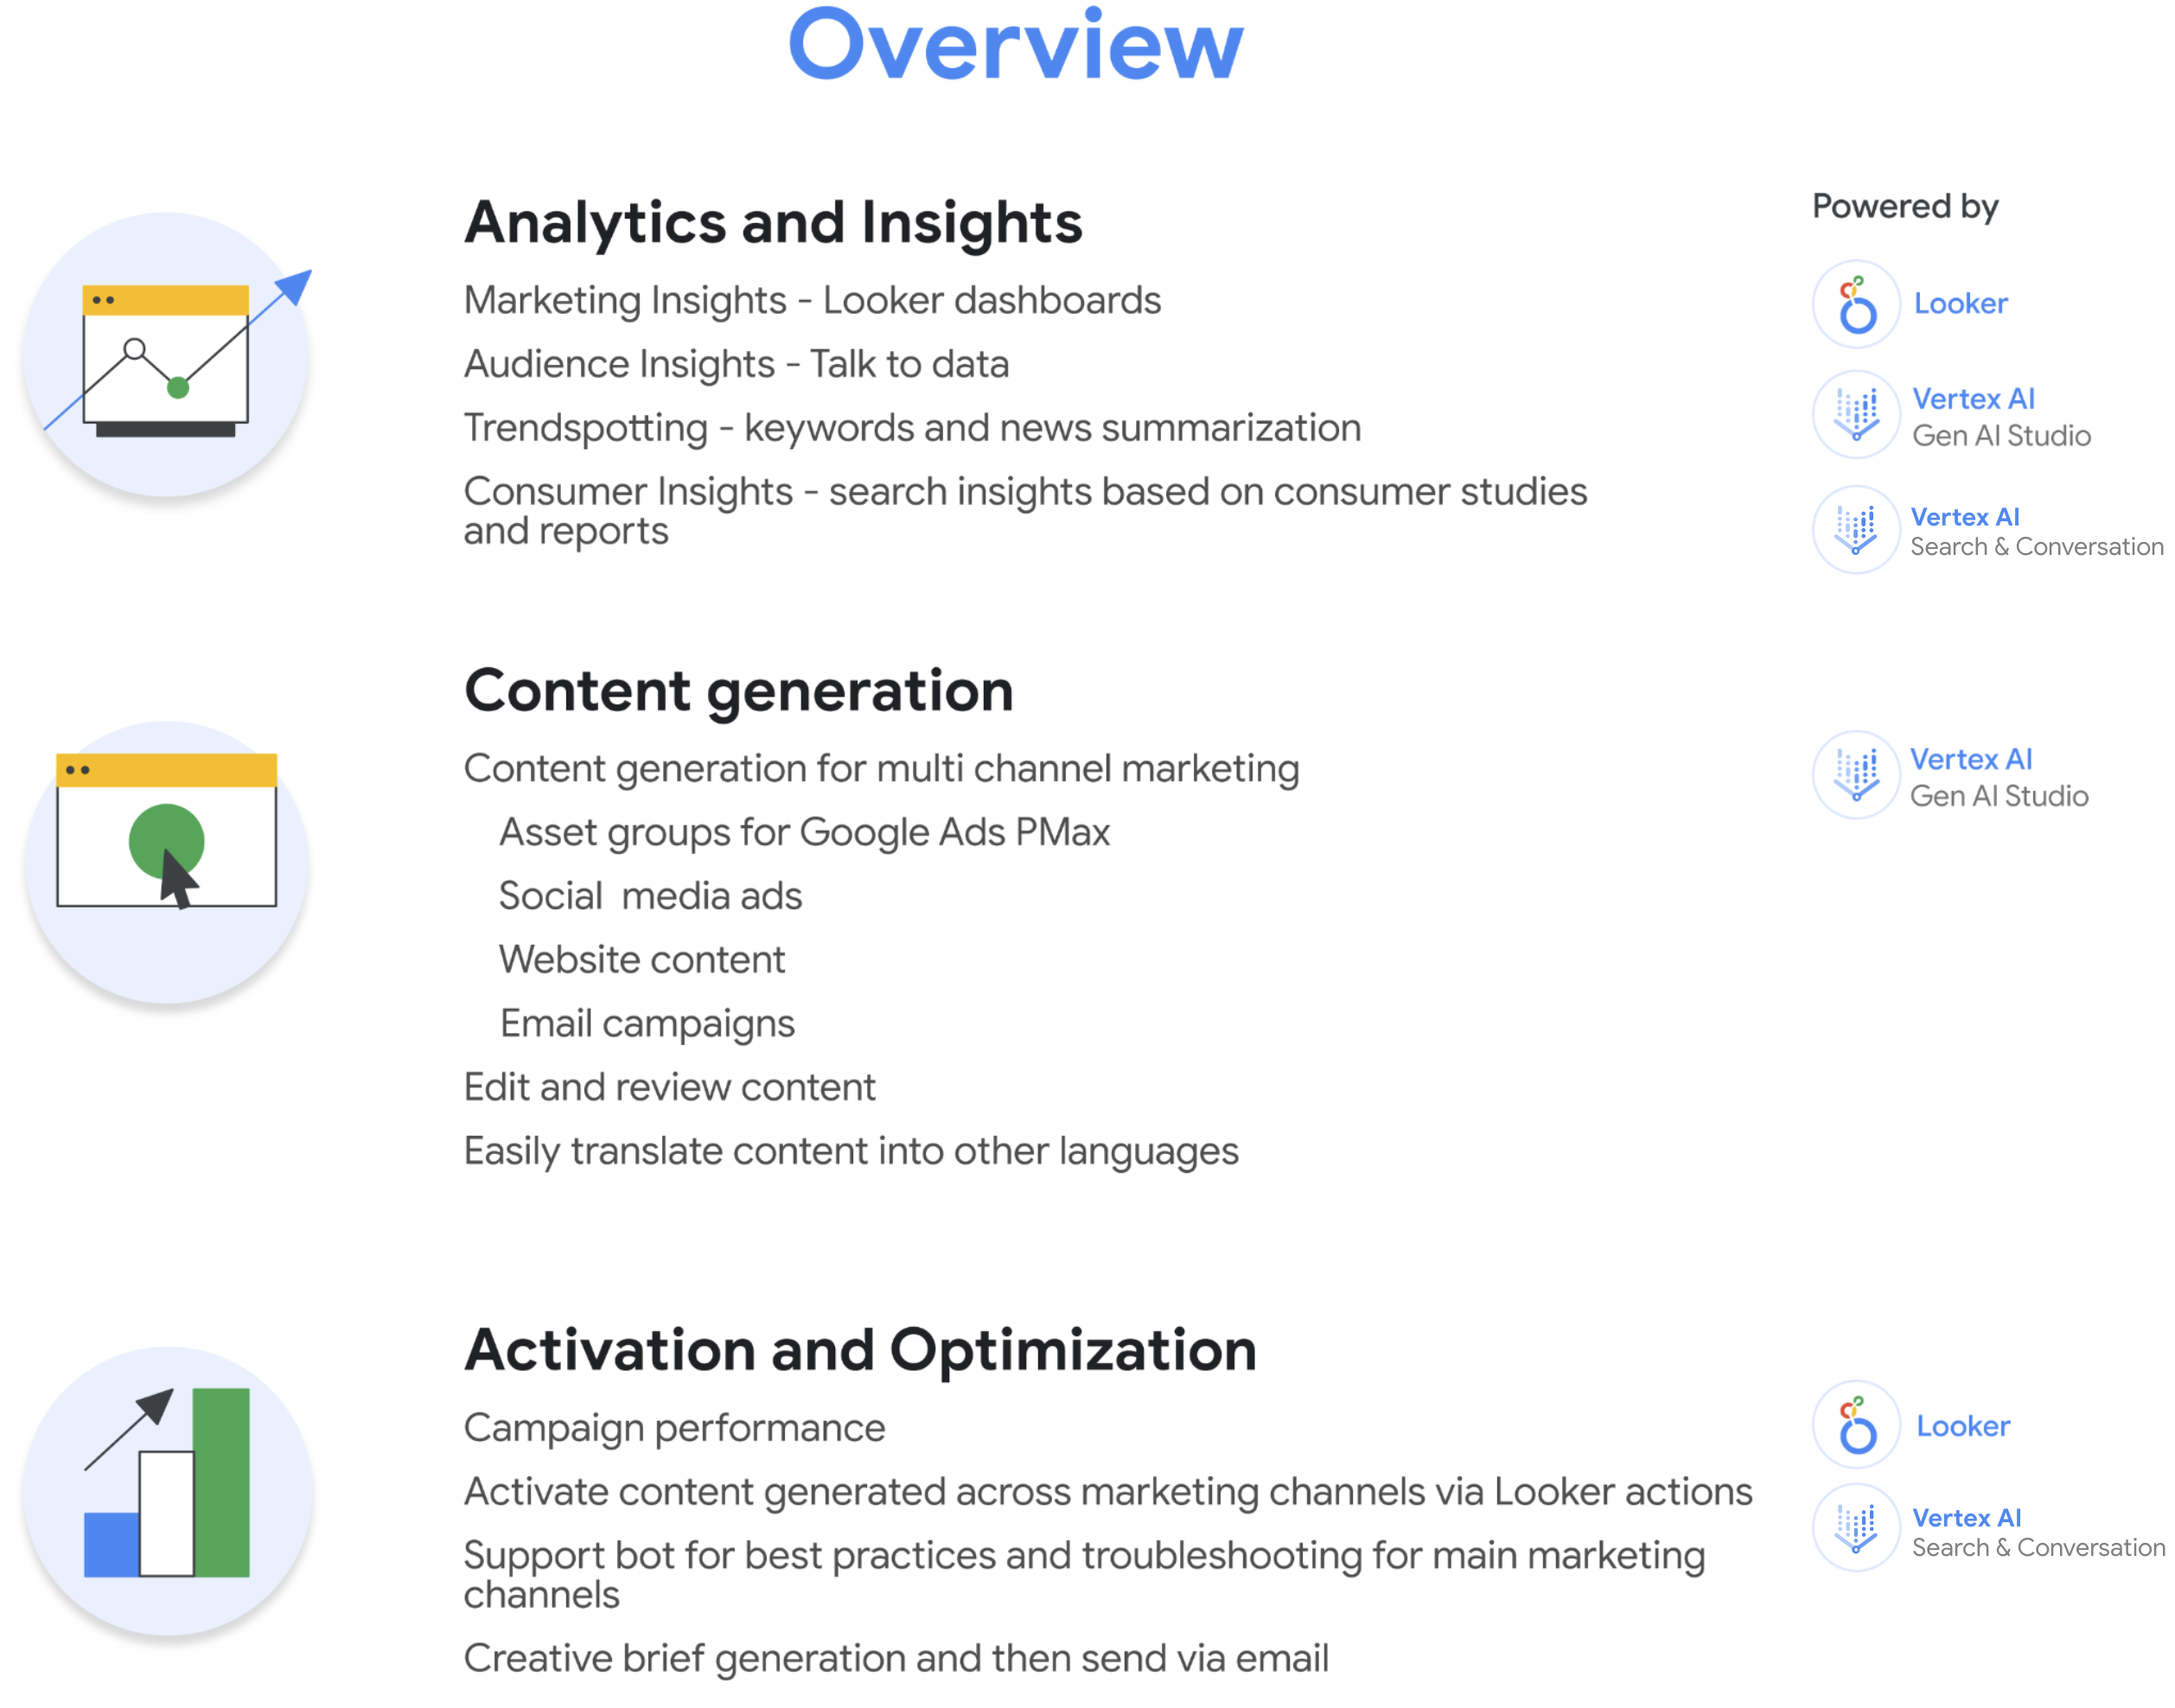 Overview
Analytics and Insights
Marketing Insights - Looker dashboards
Audience Insights - Talk to data
Trendspotting - keywords and news summarization
Consumer Insights - search insights based on consumer studies
and reports
Powered by
Looker
Vertex AI
Gen AI Studio
Vertex AI
Search & Conversation
Content generation
Content generation for multi channel marketing
Asset groups for Google Ads PMax
Social  media ads
Website content
Email campaigns
Edit and review content
Easily translate content into other languages
Vertex AI
Gen AI Studio
Activation and Optimization
Campaign performance
Activate content generated across marketing channels via Looker actions
Support bot for best practices and troubleshooting for main marketing
channels
Creative brief generation and then send via email
Looker
Vertex AI
Search & Conversation